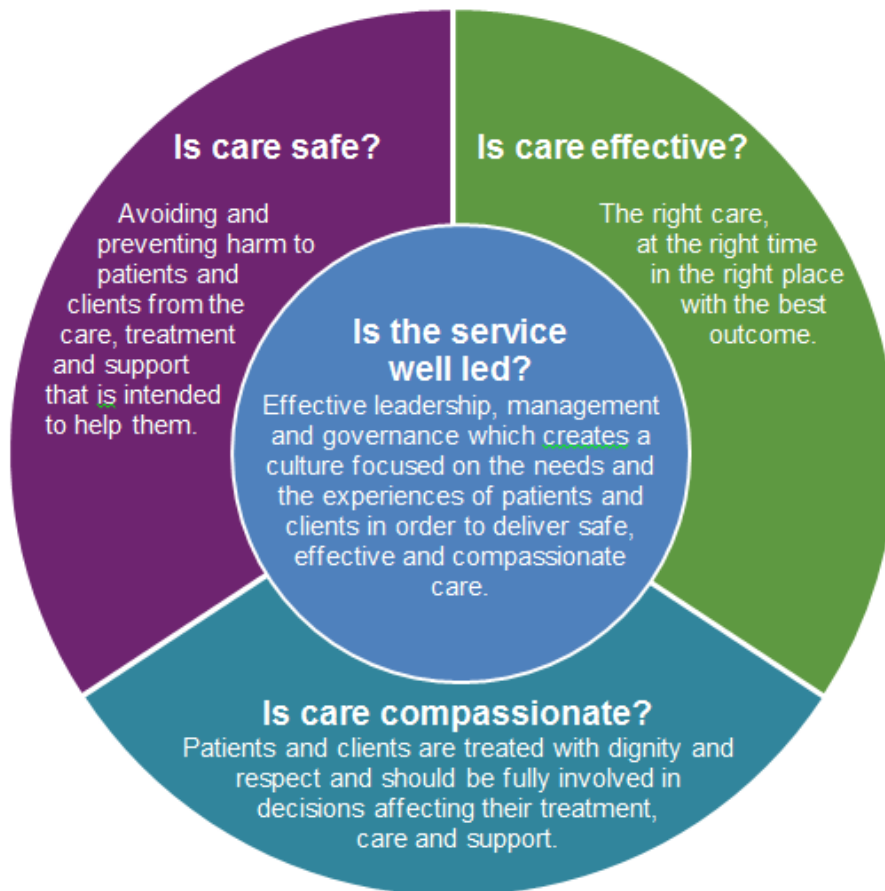 Is care safe?
Avoiding and
preventing harm to
patients and
clients from the
care, treatment
and support
that is intended
to help them.
Is care effective?
The right care,
at the right time
in the right place
with the best
outcome.
Is the service
well led?
Effective leadership, management
and governance which creates a
culture focused on the needs and
the experiences of patients and
clients in order to deliver safe,
effective and compassionate
care.
Is care compassionate?
Patients and clients are treated with dignity and
respect and should be fully involved in
decisions affecting their treatment,
care and support.